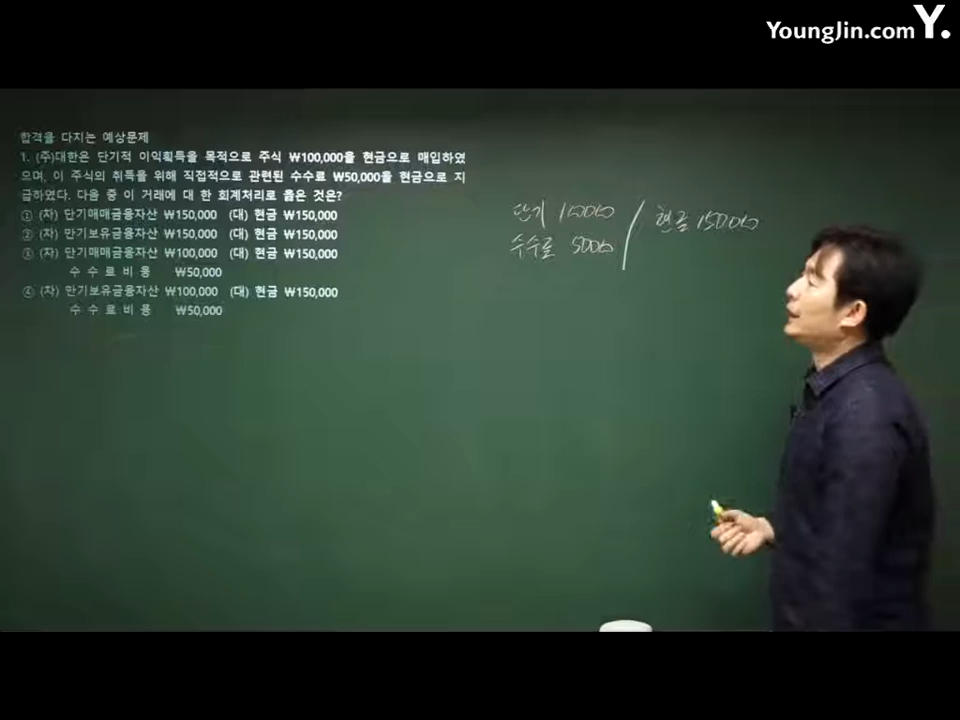 YoungJin.com Y.
합격을 다지는 예상문제
1. (주)대한은 단기적 이익획득을 목적으로 주식 ₩100,000을 현금으로 매입하였
으며, 이 주식의 취득을 위해 직접적으로 관련된 수수료 ₩50,000을 현금으로 지
급하였다. 다음 중 이 거래에 대 한 회계처리로 옳은 것은?
① (차) 단기매매금융자산 ₩150,000 (대) 현금 ₩150,000
② (차) 만기보유금융자산 ₩150,000 (대) 현금 ₩150,000
③ (차) 단기매매금융자산 ₩100,000 (대) 현금 ₩150,000
수 수 료 비 용 ₩50,000
④ (차) 만기보유금융자산 ₩100,000 (대) 현금 ₩150,000
수 수 료 비 용 ₩50,000
단기
현금
수수료